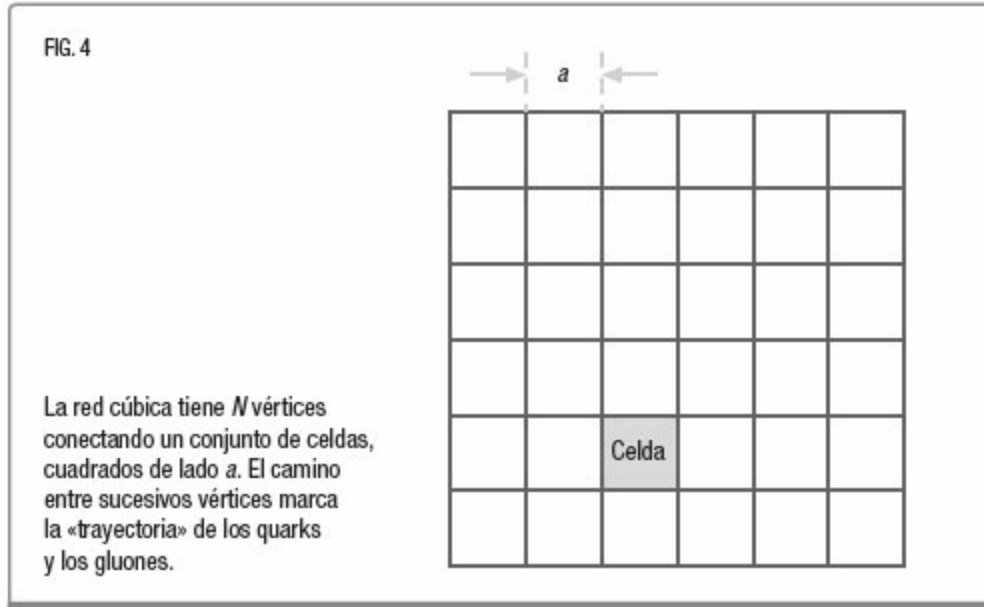 FIG. 4
a
Celda
La red cúbica tiene N vértices
conectando un conjunto de celdas,
cuadrados de lado a. El camino
entre sucesivos vértices marca
la «trayectoria» de los quarks
y los gluones.